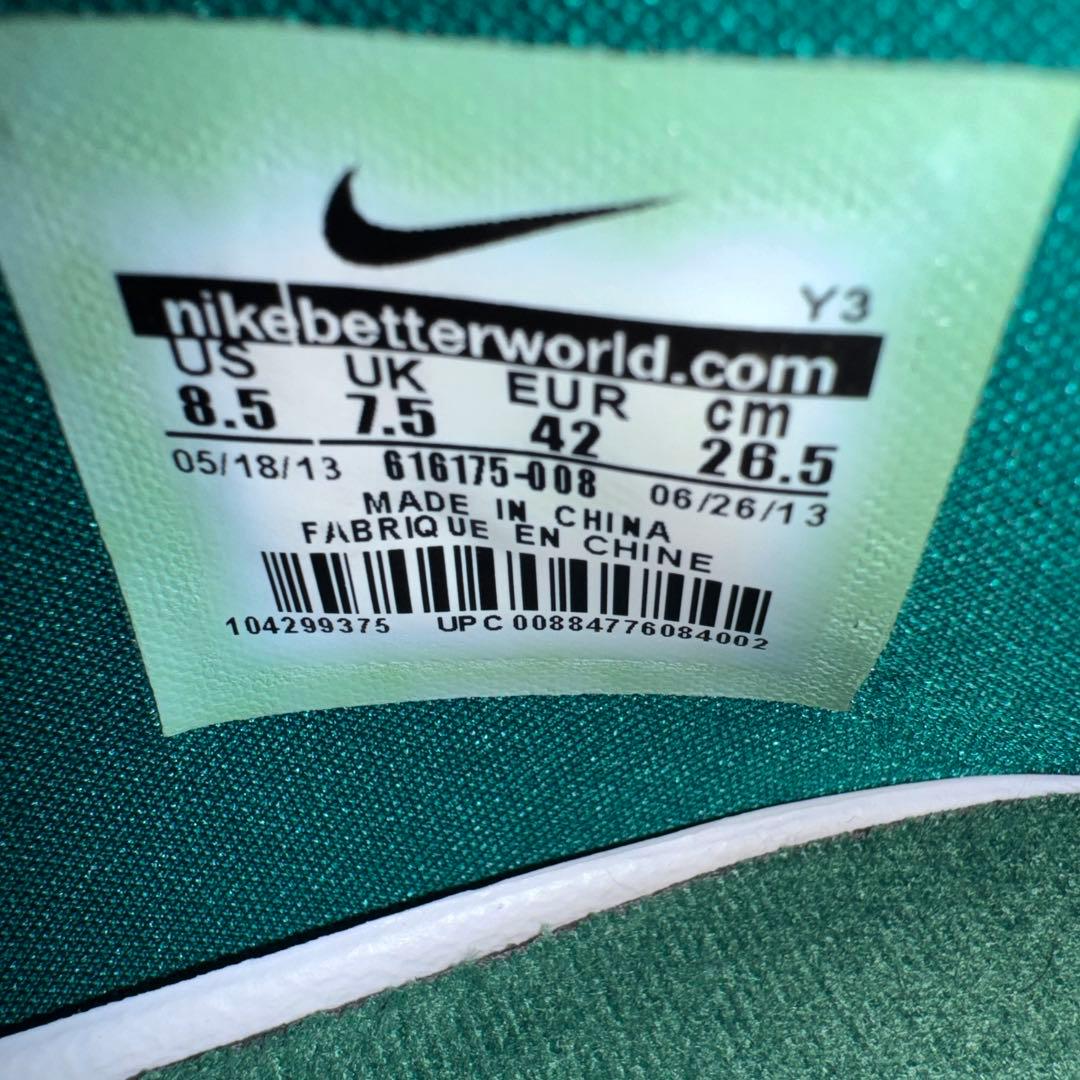 Y3
nikebetterworld.com
US UK EUR cm
8.5 7.5 42 26.5
05/18/13 616175-008 06/26/13
MADE IN CHINA
FABRIQUE EN CHINE
104299375 UPC 00884776084002